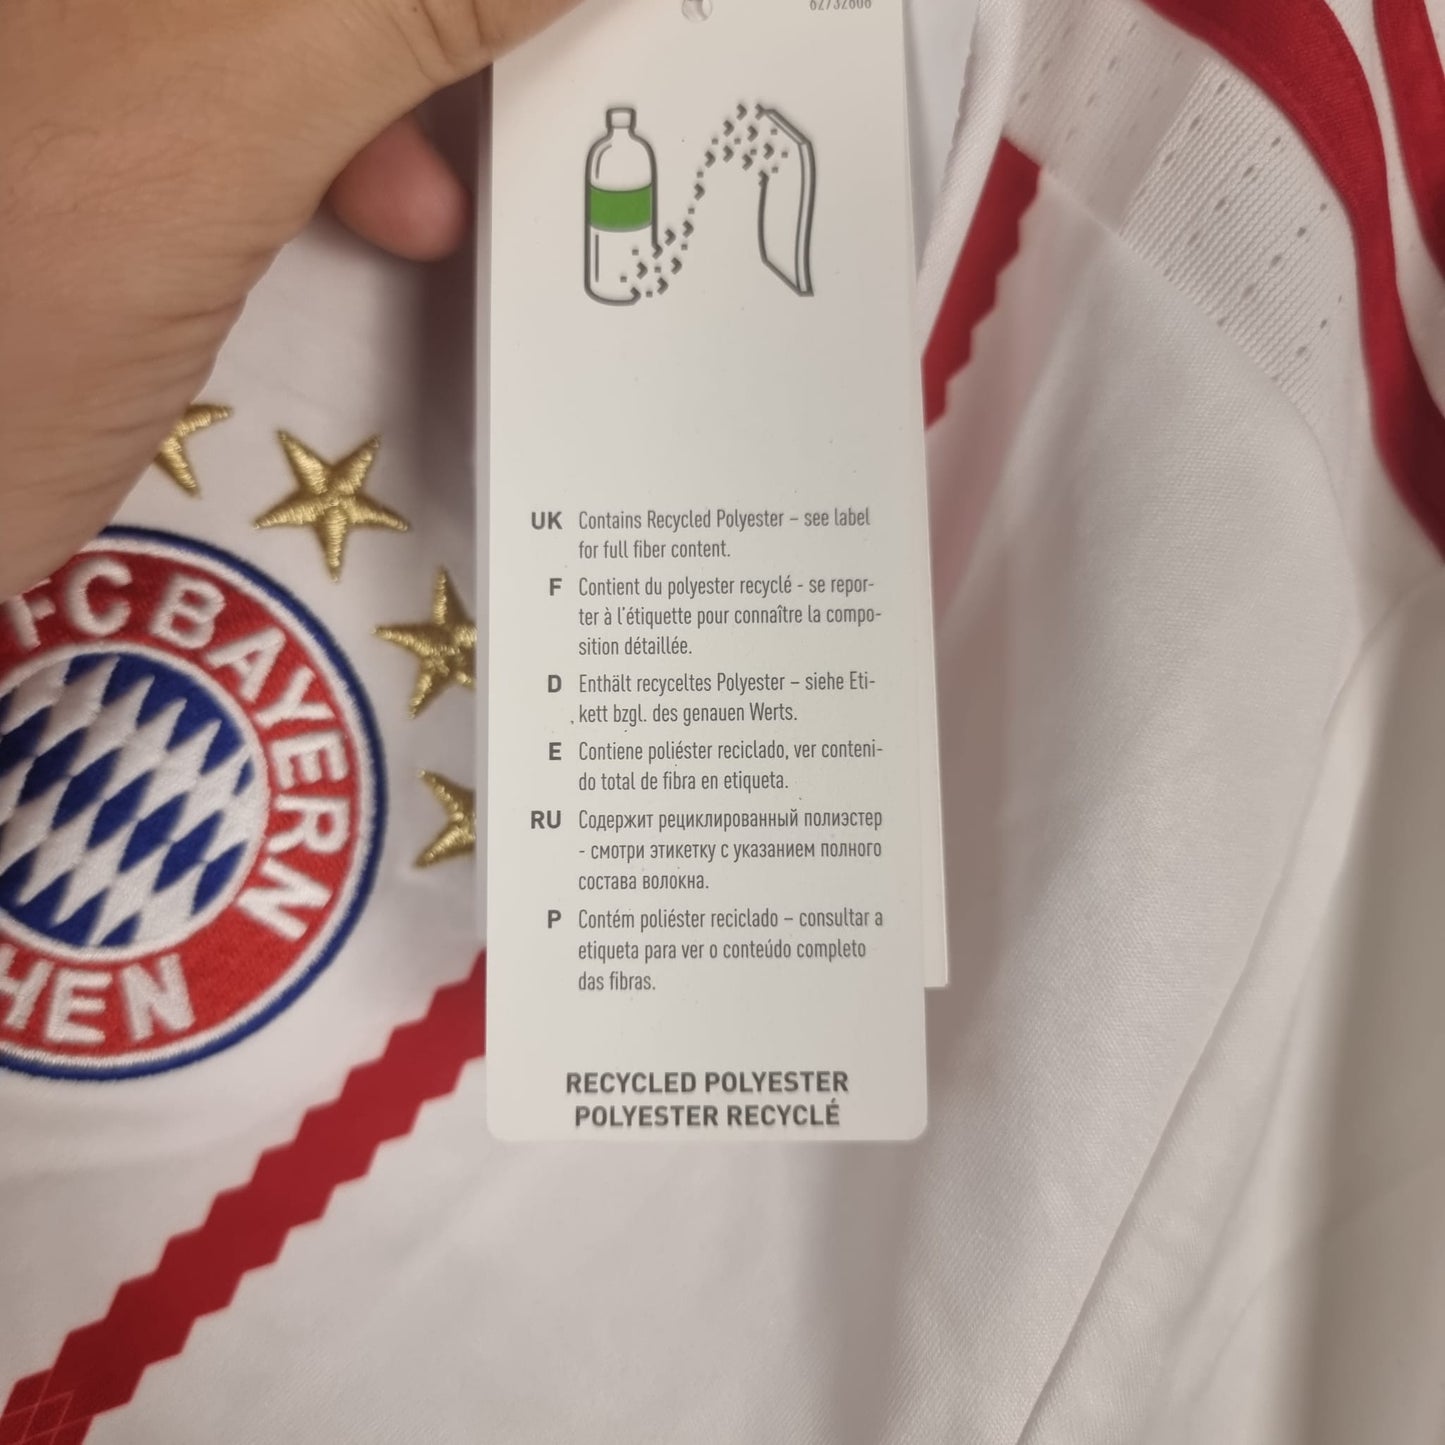 UK Contains Recycled Polyester – see label
for full fiber content.
F Contient du polyester recyclé - se repor-
ter à l'étiquette pour connaître la compo-
sition détaillée.
D Enthält recyceltes Polyester – siehe Eti-
kett bzgl. des genauen Werts.
E Contiene poliéster reciclado, ver conteni-
do total de fibra en etiqueta.
RU Содержит рециклированный полиэстер
- смотри этикетку с указанием полного
состава волокна.
P Contém poliéster reciclado – consultar a
etiqueta para ver o conteúdo completo
das fibras.
RECYCLED POLYESTER
POLYESTER RECYCLÉ
FC BAYERN
HEN